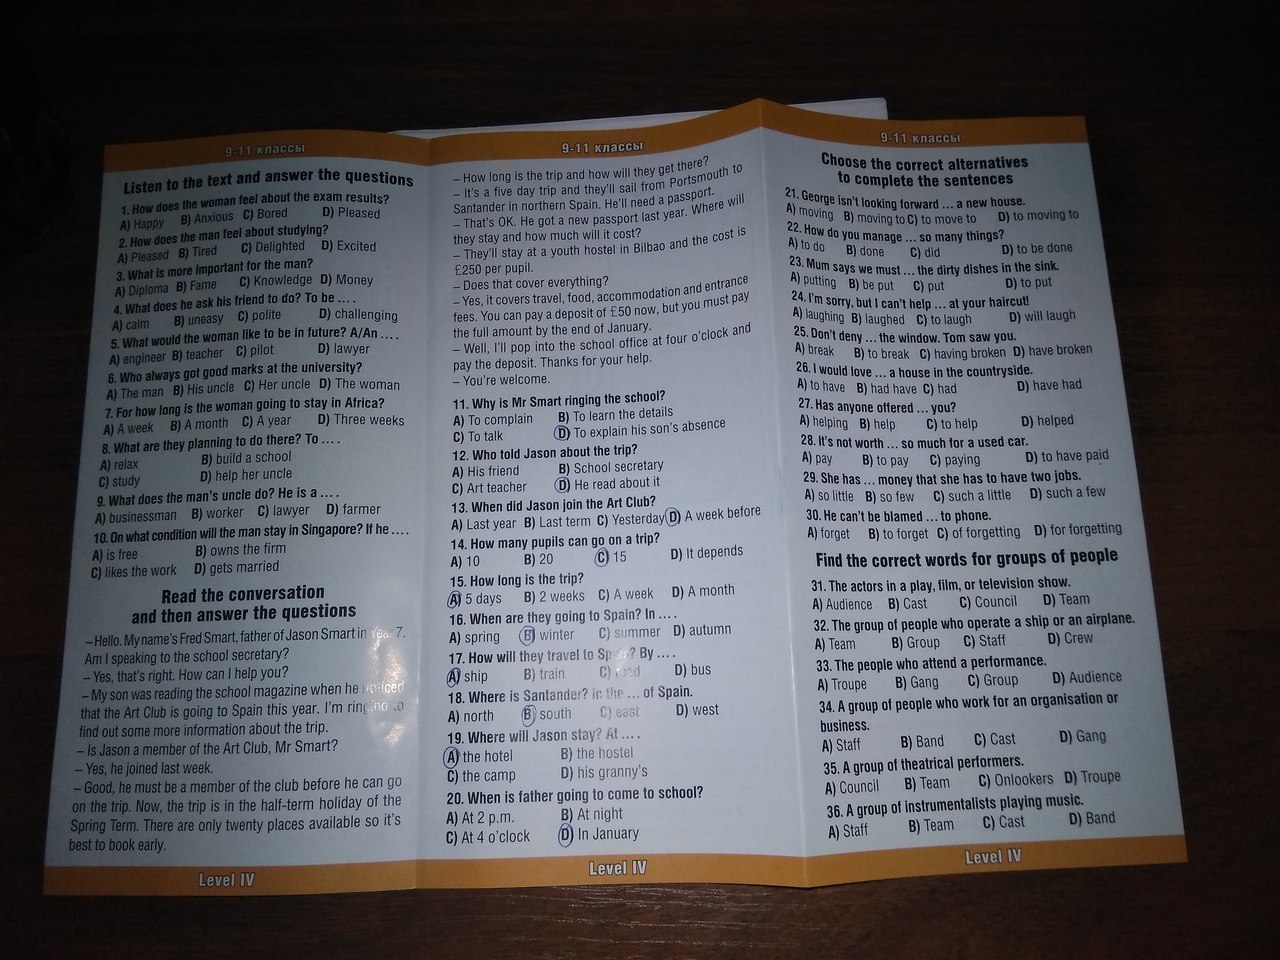 9-11 классы
Listen to the text and answer the questions
1. How does the woman feel about the exam results?
A) Happy B) Anxious C) Bored D) Pleased
2. How does the man feel about studying?
A) Pleased B) Tired C) Delighted D) Excited
3. What is more important for the man?
A) Diploma B) Fame C) Knowledge D) Money
4. What does he ask his friend to do? To be ....
A) calm B) uneasy C) polite D) challenging
5. What would the woman like to be in future? A/An ....
A) engineer B) teacher C) pilot D) lawyer
6. Who always got good marks at the university?
A) The man B) His uncle C) Her uncle D) The woman
7. For how long is the woman going to stay in Africa?
A) A week B) A month C) A year D) Three weeks
8. What are they planning to do there? To ....
A) relax B) build a school
C) study D) help her uncle
9. What does the man's uncle do? He is a ....
A) businessman B) worker C) lawyer D) farmer
10. On what condition will the man stay in Singapore? If he ....
A) is free B) owns the firm
C) likes the work D) gets married
Read the conversation
and then answer the questions
– Hello. My name's Fred Smart, father of Jason Smart in Year 7.
Am I speaking to the school secretary?
– Yes, that's right. How can I help you?
– My son was reading the school magazine when he noticed
that the Art Club is going to Spain this year. I'm ringing to
find out some more information about the trip.
– Is Jason a member of the Art Club, Mr Smart?
– Yes, he joined last week.
– Good, he must be a member of the club before he can go
on the trip. Now, the trip is in the half-term holiday of the
Spring Term. There are only twenty places available so it's
best to book early.
Level IV
9-11 классы
– How long is the trip and how will they get there?
– It's a five day trip and they'll sail from Portsmouth to
Santander in northern Spain. He'll need a passport.
– That's OK. He got a new passport last year. Where will
they stay and how much will it cost?
– They'll stay at a youth hostel in Bilbao and the cost is
£250 per pupil.
– Does that cover everything?
– Yes, it covers travel, food, accommodation and entrance
fees. You can pay a deposit of £50 now, but you must pay
the full amount by the end of January.
– Well, I'll pop into the school office at four o'clock and
pay the deposit. Thanks for your help.
– You're welcome.
11. Why is Mr Smart ringing the school?
A) To complain B) To learn the details
C) To talk D) To explain his son's absence
12. Who told Jason about the trip?
A) His friend B) School secretary
C) Art teacher D) He read about it
13. When did Jason join the Art Club?
A) Last year B) Last term C) Yesterday D) A week before
14. How many pupils can go on a trip?
A) 10 B) 20 C) 15 D) It depends
15. How long is the trip?
A) 5 days B) 2 weeks C) A week D) A month
16. When are they going to Spain? In ....
A) spring B) winter C) summer D) autumn
17. How will they travel to Spain? By ....
A) ship B) train C) road D) bus
18. Where is Santander? In the ... of Spain.
A) north B) south C) east D) west
19. Where will Jason stay? At ....
A) the hotel B) the hostel
C) the camp D) his granny's
20. When is father going to come to school?
A) At 2 p.m. B) At night
C) At 4 o'clock D) In January
Level IV
9-11 классы
Choose the correct alternatives
to complete the sentences
21. George isn't looking forward ... a new house.
A) moving B) moving to C) to move to D) to moving to
22. How do you manage ... so many things?
A) to do B) done C) did D) to be done
23. Mum says we must ... the dirty dishes in the sink.
A) putting B) be put C) put D) to put
24. I'm sorry, but I can't help ... at your haircut!
A) laughing B) laughed C) to laugh D) will laugh
25. Don't deny ... the window. Tom saw you.
A) break B) to break C) having broken D) have broken
26. I would love ... a house in the countryside.
A) to have B) had have C) had D) have had
27. Has anyone offered ... you?
A) helping B) help C) to help D) helped
28. It's not worth ... so much for a used car.
A) pay B) to pay C) paying D) to have paid
29. She has ... money that she has to have two jobs.
A) so little B) so few C) such a little D) such a few
30. He can't be blamed ... to phone.
A) forget B) to forget C) of forgetting D) for forgetting
Find the correct words for groups of people
31. The actors in a play, film, or television show.
A) Audience B) Cast C) Council D) Team
32. The group of people who operate a ship or an airplane.
A) Team B) Group C) Staff D) Crew
33. The people who attend a performance.
A) Troupe B) Gang C) Group D) Audience
34. A group of people who work for an organisation or
business.
A) Staff B) Band C) Cast D) Gang
35. A group of theatrical performers.
A) Council B) Team C) Onlookers D) Troupe
36. A group of instrumentalists playing music.
A) Staff B) Team C) Cast D) Band
Level IV